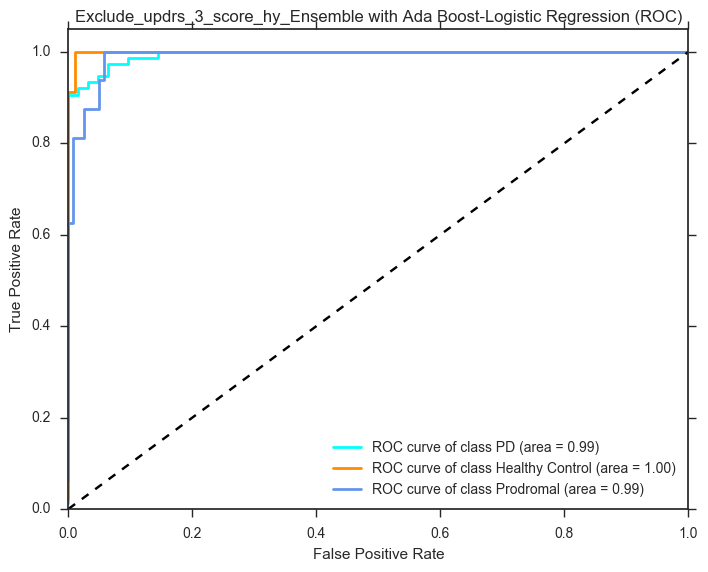 Exclude_updrs_3_score_hy_Ensemble with Ada Boost-Logistic Regression (ROC)
1.0
0.8
0.6
0.4
0.2
0.0
True Positive Rate
ROC curve of class PD (area = 0.99)
ROC curve of class Healthy Control (area = 1.00)
ROC curve of class Prodromal (area = 0.99)
0.0 0.2 0.4 0.6 0.8 1.0
False Positive Rate